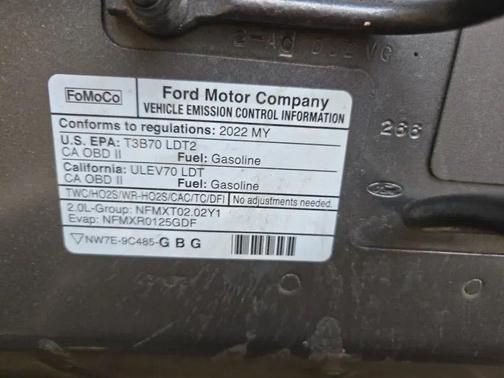 FoMoCo
Ford Motor Company
VEHICLE EMISSION CONTROL INFORMATION
Conforms to regulations: 2022 MY
U.S. EPA: T3B70 LDT2
CA OBD II Fuel: Gasoline
California: ULEV70 LDT
CA OBD II Fuel: Gasoline
TWC/HO2S/WR-HO2S/CAC/TC/DFI No adjustments needed.
2.0L-Group: NFMXT02.02Y1
Evap: NFMXR0125GDF
NW7E-9C485-G B G
266